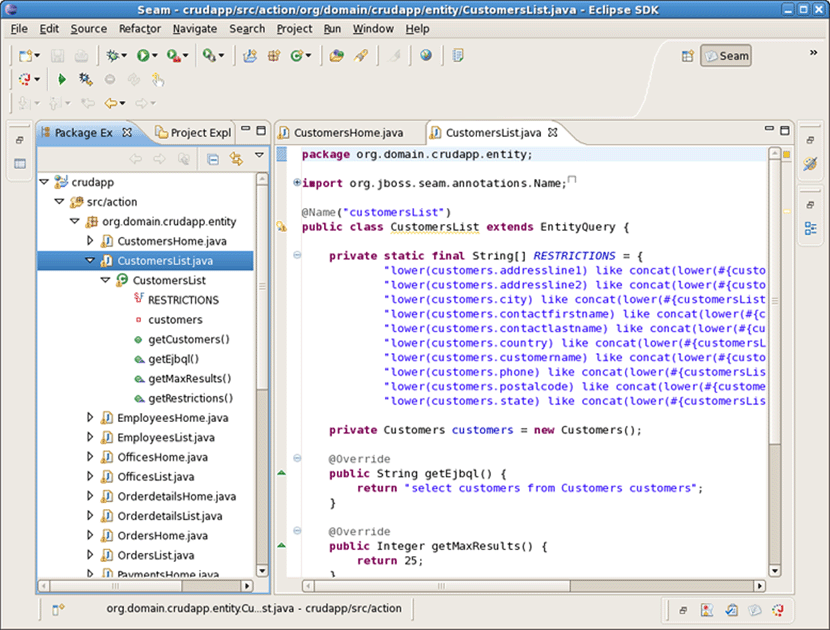 Seam - crudapp/src/action/org/domain/crudapp/entity/CustomersList.java - Eclipse SDK
File Edit Source Refactor Navigate Search Project Run Window Help
Seam
»
Package Ex
Project Expl
crudapp
src/action
org.domain.crudapp.entity
CustomersHome.java
CustomersList.java
CustomersList
RESTRICTIONS
customers
getCustomers()
getEjbql()
getMaxResults()
getRestrictions()
EmployeesHome.java
EmployeesList.java
OfficesHome.java
OfficesList.java
OrderdetailsHome.java
OrderdetailsList.java
OrdersHome.java
OrdersList.java
PaymentsHome.java
CustomersHome.java
CustomersList.java
package org.domain.crudapp.entity;
import org.jboss.seam.annotations.Name;
@Name("customersList")
public class CustomersList extends EntityQuery {
private static final String[] RESTRICTIONS = {
"lower(customers.addressline1) like concat(lower(#{custo
"lower(customers.addressline2) like concat(lower(#{custo
"lower(customers.city) like concat(lower(#{customersList
"lower(customers.contactfirstname) like concat(lower(#{c
"lower(customers.contactlastname) like concat(lower(#{cu
"lower(customers.country) like concat(lower(#{customersL
"lower(customers.customername) like concat(lower(#{custo
"lower(customers.phone) like concat(lower(#{customersLis
"lower(customers.postalcode) like concat(lower(#{custome
"lower(customers.state) like concat(lower(#{customersLis
private Customers customers = new Customers();
@Override
public String getEjbql() {
return "select customers from Customers customers";
}
@Override
public Integer getMaxResults() {
return 25;
}
org.domain.crudapp.entity.Cu...st.java - crudapp/src/action